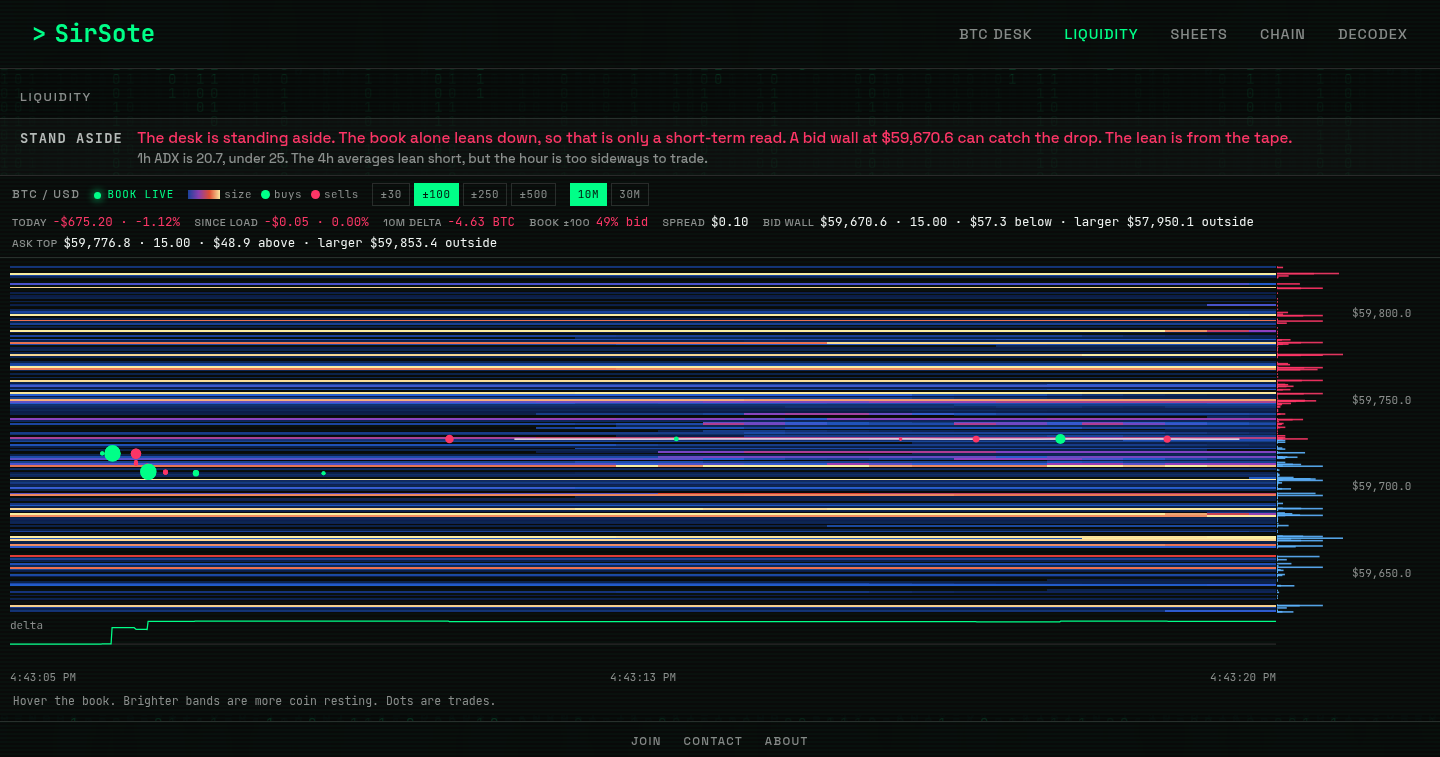 > SirSote
BTC DESK LIQUIDITY SHEETS CHAIN DECODEX
LIQUIDITY
STAND ASIDE The desk is standing aside. The book alone leans down, so that is only a short-term read. A bid wall at $59,670.6 can catch the drop. The lean is from the tape.
1h ADX is 20.7, under 25. The 4h averages lean short, but the hour is too sideways to trade.
BTC / USD BOOK LIVE size buys sells ±30 ±100 ±250 ±500 10M 30M
TODAY -$675.20 · -1.12% SINCE LOAD -$0.05 · 0.00% 10M DELTA -4.63 BTC BOOK ±100 49% bid SPREAD $0.10 BID WALL $59,670.6 · 15.00 · $57.3 below · larger $57,950.1 outside
ASK TOP $59,776.8 · 15.00 · $48.9 above · larger $59,853.4 outside
$59,800.0
$59,750.0
$59,700.0
$59,650.0
delta
4:43:05 PM 4:43:13 PM 4:43:20 PM
Hover the book. Brighter bands are more coin resting. Dots are trades.
JOIN CONTACT ABOUT